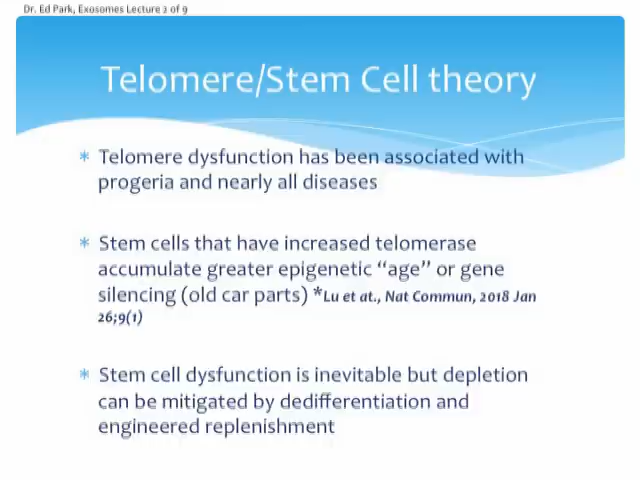 Dr. Ed Park, Exosomes Lecture 2 of 9
Telomere/Stem Cell theory
* Telomere dysfunction has been associated with
progeria and nearly all diseases
* Stem cells that have increased telomerase
accumulate greater epigenetic “age” or gene
silencing (old car parts) *Lu et at., Nat Commun, 2018 Jan
26;9(1)
* Stem cell dysfunction is inevitable but depletion
can be mitigated by dedifferentiation and
engineered replenishment